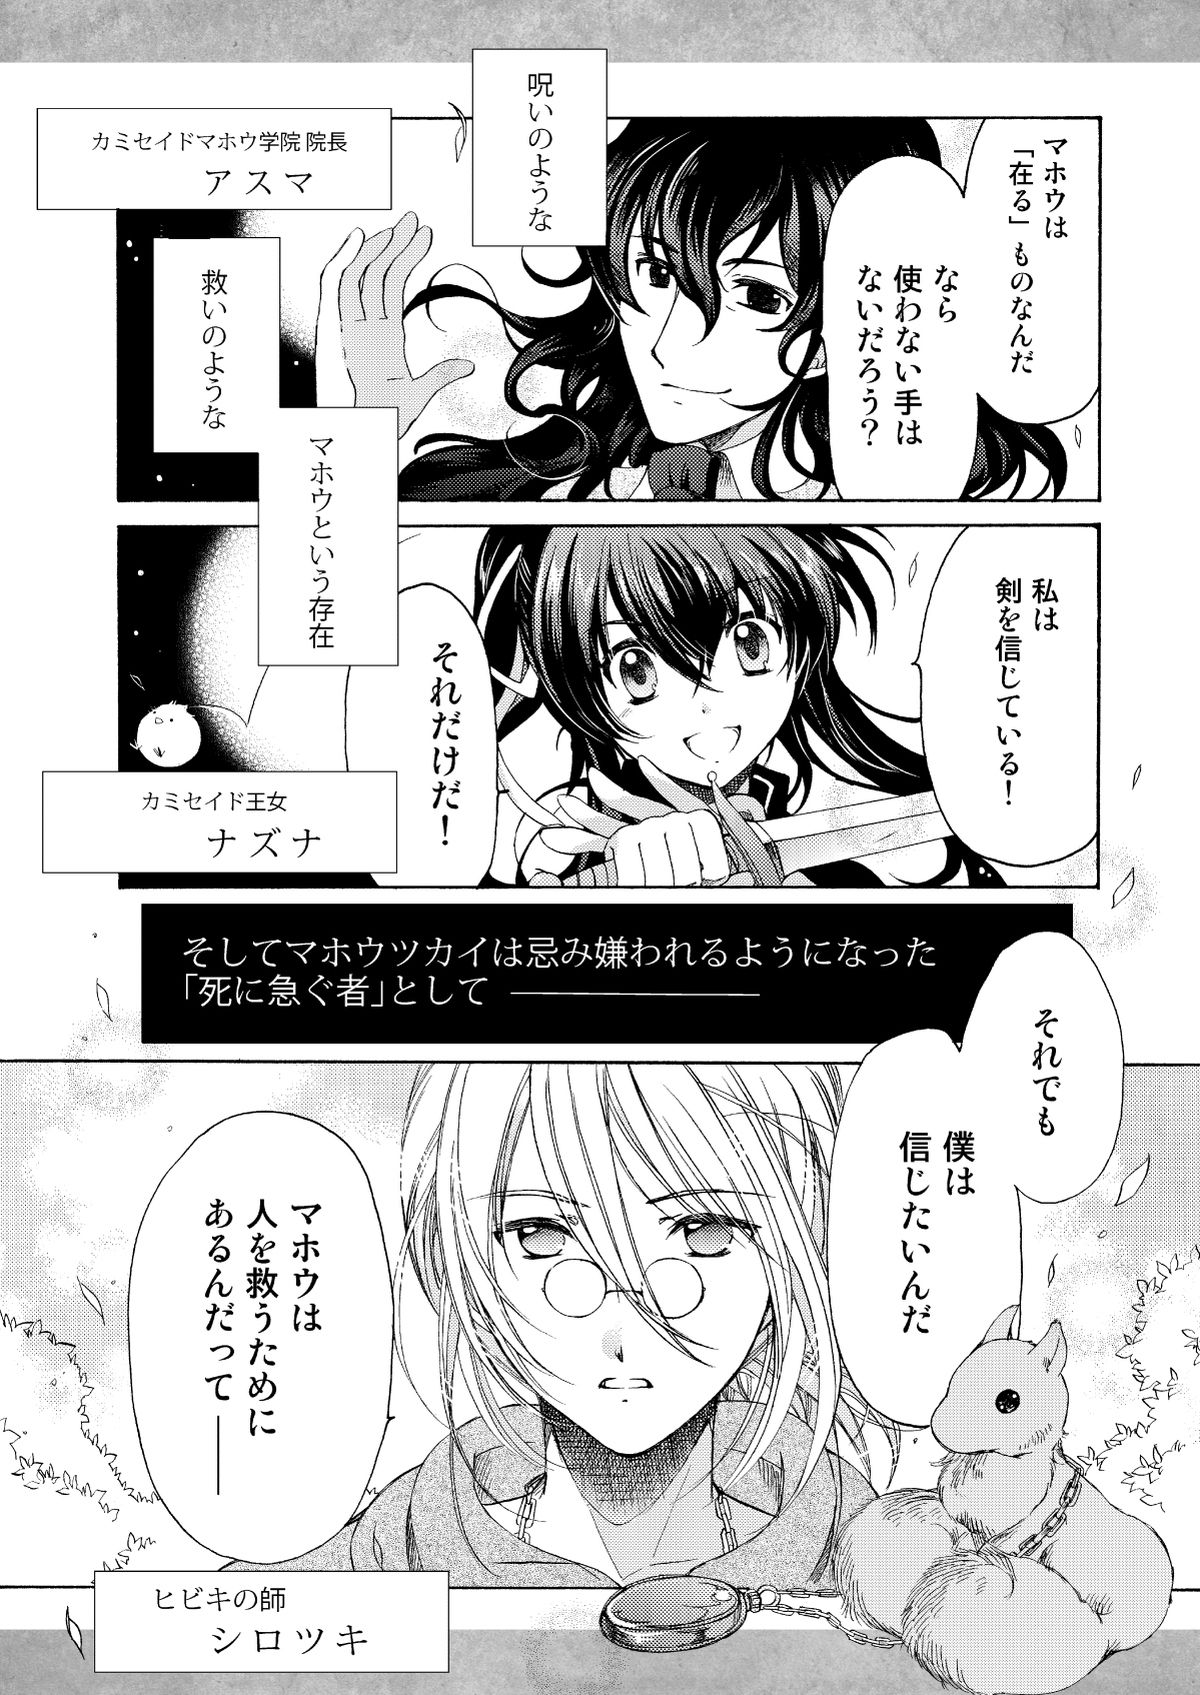 マホウは
「在る」ものなんだ
なら
使わない手は
ないだろう？
呪いのような
カミセイドマホウ学院 院長
アスマ
救いのような
マホウという存在
私は
剣を信じている！
それだけだ！
カミセイド王女
ナズナ
そしてマホウツカイは忌み嫌われるようになった
「死に急ぐ者」として ――――――
それでも
僕は
信じたいんだ
マホウは
人を救うために
あるんだって――
ヒビキの師
シロツキ